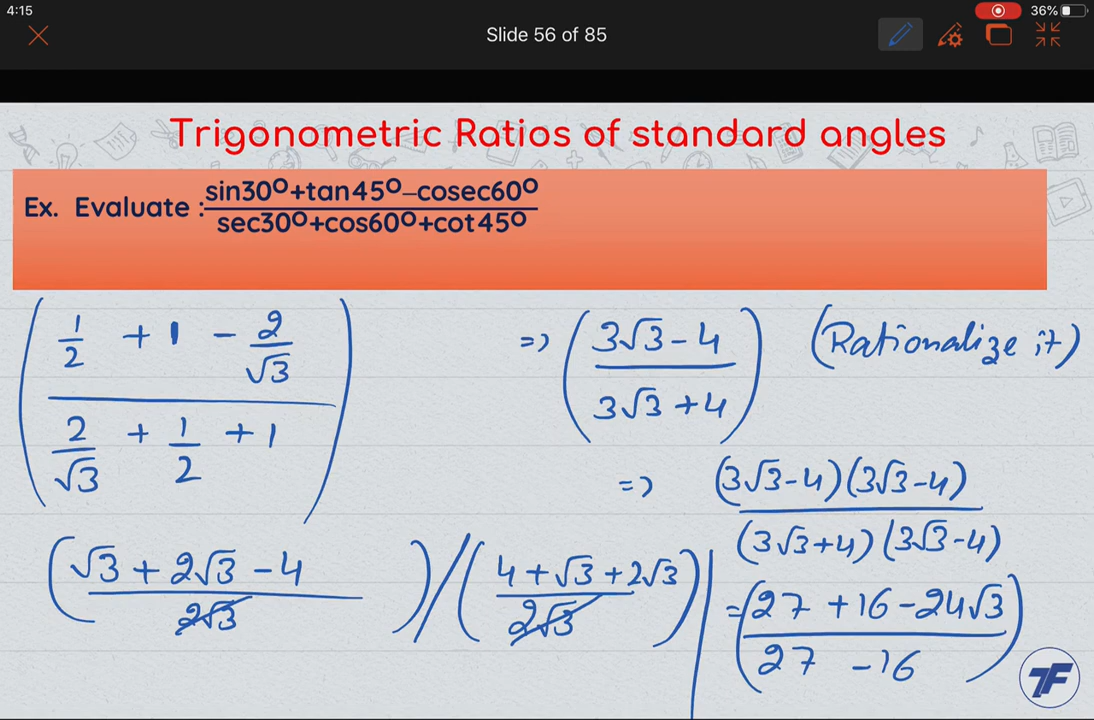 4:15
36%
Slide 56 of 85
Trigonometric Ratios of standard angles
Ex. Evaluate : (sin30°+tan45°–cosec60°)/(sec30°+cos60°+cot45°)
((1/2 + 1 - 2/√3)/(2/√3 + 1/2 + 1))
((√3 + 2√3 - 4)/(2√3)) / ((4 + √3 + 2√3)/(2√3))
=> ((3√3 - 4)/(3√3 + 4)) (Rationalize it)
=> ((3√3-4)(3√3-4))/((3√3+4)(3√3-4))
= ((27 + 16 - 24√3)/(27 - 16))
TF